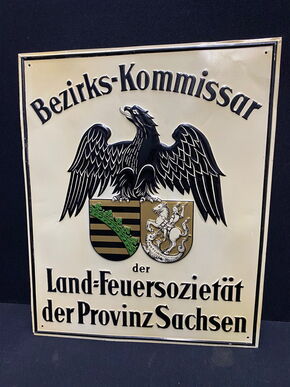 Bezirks-Kommissar
der
Land-Feuersozietät
der Provinz Sachsen